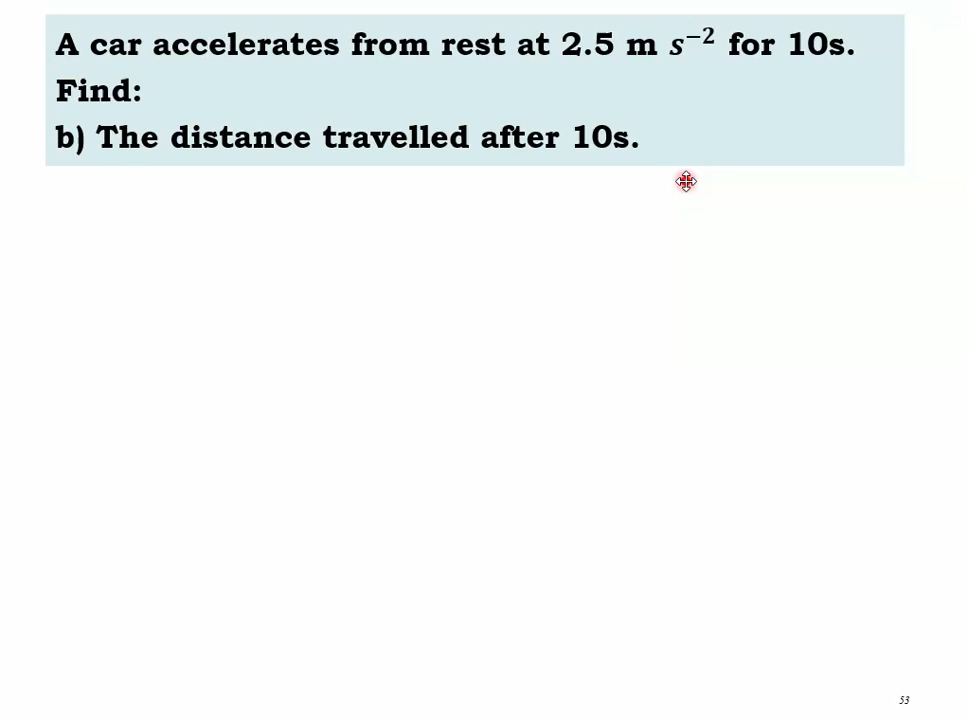 A car accelerates from rest at 2.5 m $s^{-2}$ for 10s.
Find:
b) The distance travelled after 10s.
53